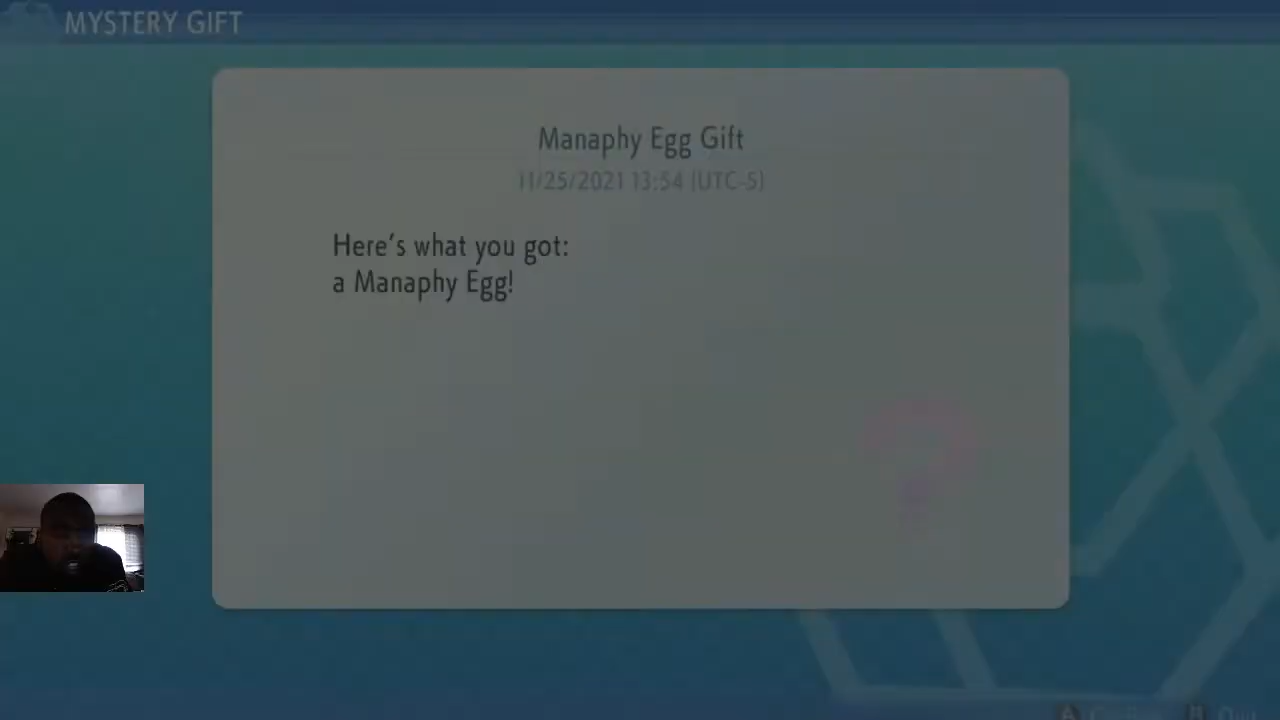 MYSTERY GIFT
Manaphy Egg Gift
11/25/2021 13:54 (UTC-5)
Here's what you got:
a Manaphy Egg!